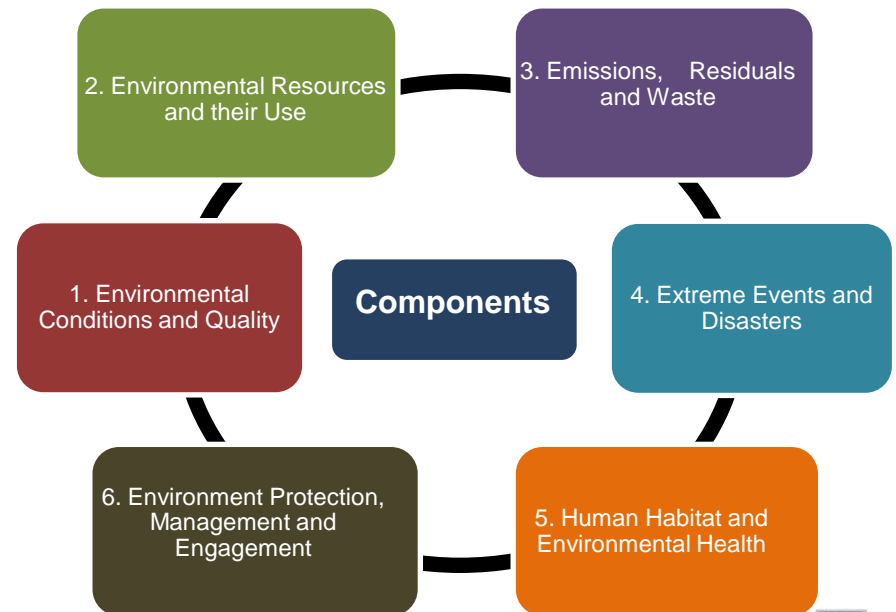 2. Environmental Resources
and their Use
3. Emissions, Residuals
and Waste
1. Environmental
Conditions and Quality
Components
4. Extreme Events and
Disasters
6. Environment Protection,
Management and
Engagement
5. Human Habitat and
Environmental Health